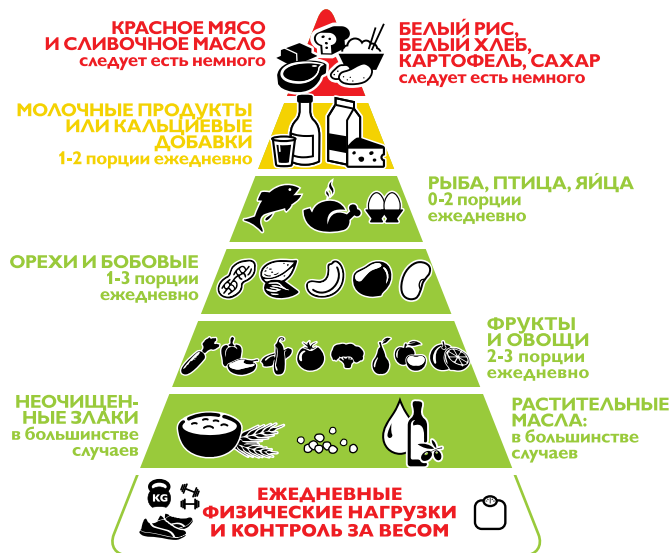 КРАСНОЕ МЯСО
И СЛИВОЧНОЕ МАСЛО
следует есть немного
БЕЛЫЙ РИС,
БЕЛЫЙ ХЛЕБ,
КАРТОФЕЛЬ, САХАР
следует есть немного
МОЛОЧНЫЕ ПРОДУКТЫ
ИЛИ КАЛЬЦИЕВЫЕ
ДОБАВКИ
1-2 порции ежедневно
РЫБА, ПТИЦА, ЯЙЦА
0-2 порции
ежедневно
ОРЕХИ И БОБОВЫЕ
1-3 порции
ежедневно
ФРУКТЫ
И ОВОЩИ
2-3 порции
ежедневно
НЕОЧИЩЕН-
НЫЕ ЗЛАКИ
в большинстве
случаев
РАСТИТЕЛЬНЫЕ
МАСЛА:
в большинстве
случаев
KG
ЕЖЕДНЕВНЫЕ
ФИЗИЧЕСКИЕ НАГРУЗКИ
И КОНТРОЛЬ ЗА ВЕСОМ